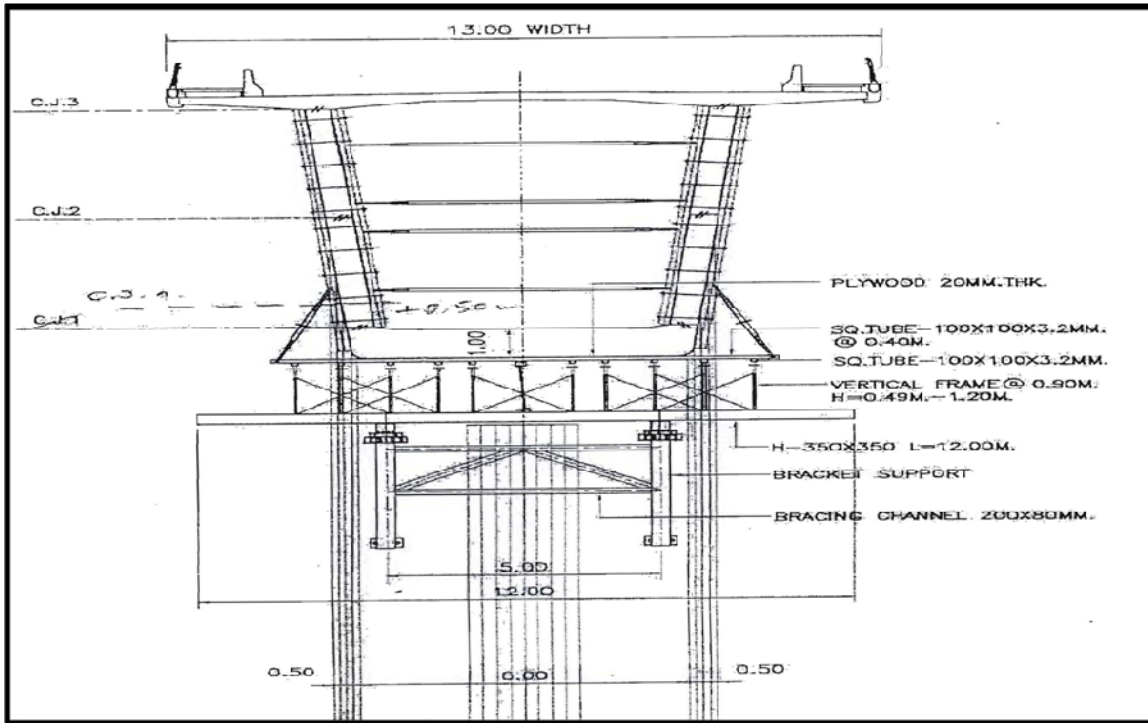 13.00 WIDTH
C.J.3
C.J.2
C.J.1
1.00
PLYWOOD 20MM.THK.
SQ.TUBE-100X100X3.2MM.
@ 0.40M.
SQ.TUBE-100X100X3.2MM.
VERTICAL FRAME@ 0.90M.
H=0.49M.-1.20M.
H-350X350 L=12.00M.
BRACKET SUPPORT
BRACING CHANNEL 200X80MM.
5.00
12.00
0.50
0.50